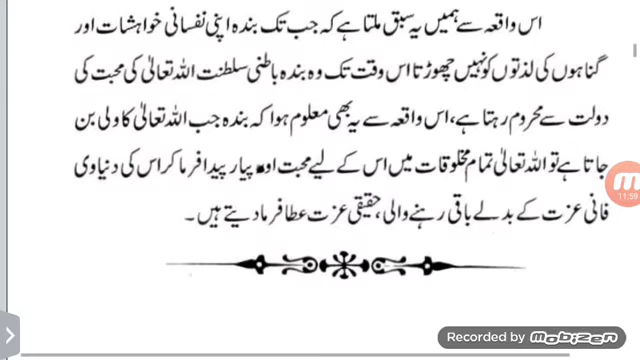 اس واقعہ سے ہمیں یہ سبق ملتا ہے کہ جب تک بندہ اپنی نفسانی خواہشات اور
گناہوں کی لذتوں کو نہیں چھوڑتا اس وقت تک وہ بندہ باطنی سلطنت اللہ تعالیٰ کی محبت کی
دولت سے محروم رہتا ہے، اس واقعہ سے یہ بھی معلوم ہوا کہ بندہ جب اللہ تعالیٰ کا ولی بن
جاتا ہے تو اللہ تعالیٰ تمام مخلوقات میں اس کے لیے محبت اور پیار پیدا فرما کر اس کی دنیاوی
فانی عزت کے بدلے باقی رہنے والی، حقیقی عزت عطا فرما دیتے ہیں۔
11:59
Recorded by mobizen